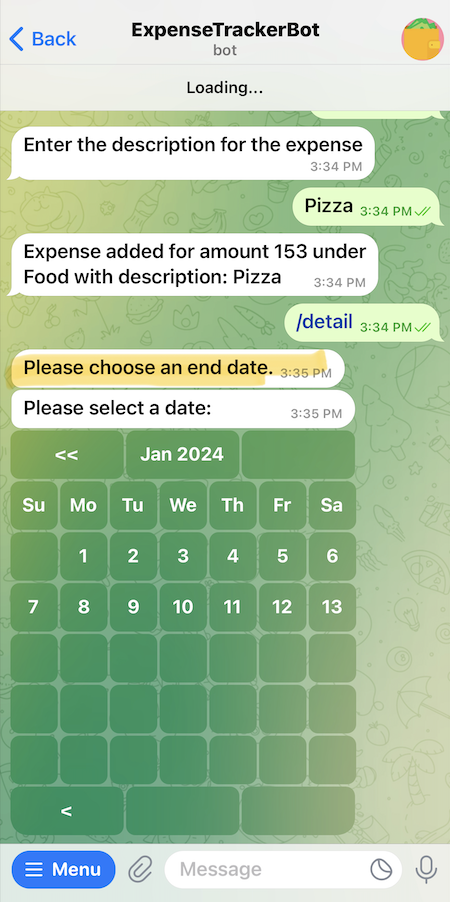 Back
ExpenseTrackerBot
bot
Loading...
Enter the description for the expense
3:34 PM
Pizza 3:34 PM
Expense added for amount 153 under
Food with description: Pizza 3:34 PM
/detail 3:34 PM
Please choose an end date. 3:35 PM
Please select a date: 3:35 PM
<< Jan 2024
Su Mo Tu We Th Fr Sa
1 2 3 4 5 6
7 8 9 10 11 12 13
<
Menu Message